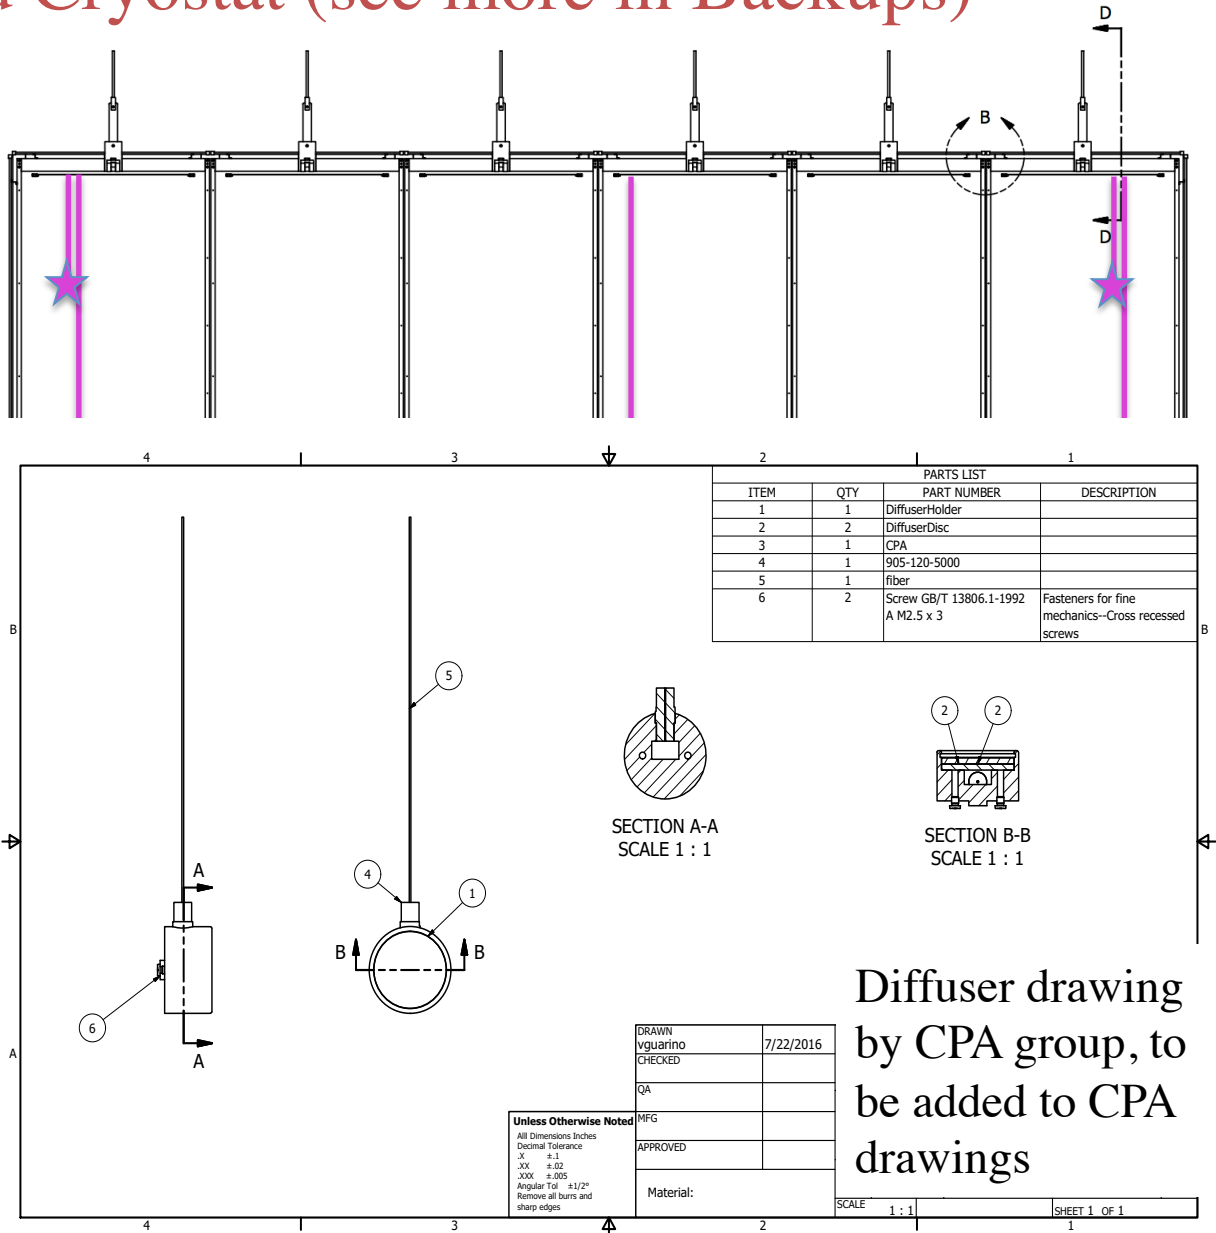 d Cryostat (see more in Backups)
D
B
D
4 3 2 1
PARTS LIST
ITEM QTY PART NUMBER DESCRIPTION
1 1 DiffuserHolder
2 2 DiffuserDisc
3 1 CPA
4 1 905-120-5000
5 1 fiber
6 2 Screw GB/T 13806.1-1992 Fasteners for fine
A M2.5 x 3 mechanics--Cross recessed
screws
B B
5
2 2
SECTION A-A
SCALE 1 : 1
SECTION B-B
SCALE 1 : 1
A
4
1
B B
6
A
A
Diffuser drawing
by CPA group, to
be added to CPA
drawings
DRAWN
vguarino 7/22/2016
CHECKED
QA
MFG
APPROVED
Material:
Unless Otherwise Noted
All Dimensions Inches
Decimal Tolerance
.X ±.1
.XX ±.02
.XXX ±.005
Angular Tol ±1/2°
Remove all burrs and
sharp edges
SCALE 1 : 1 SHEET 1 OF 1
4 3 2 1